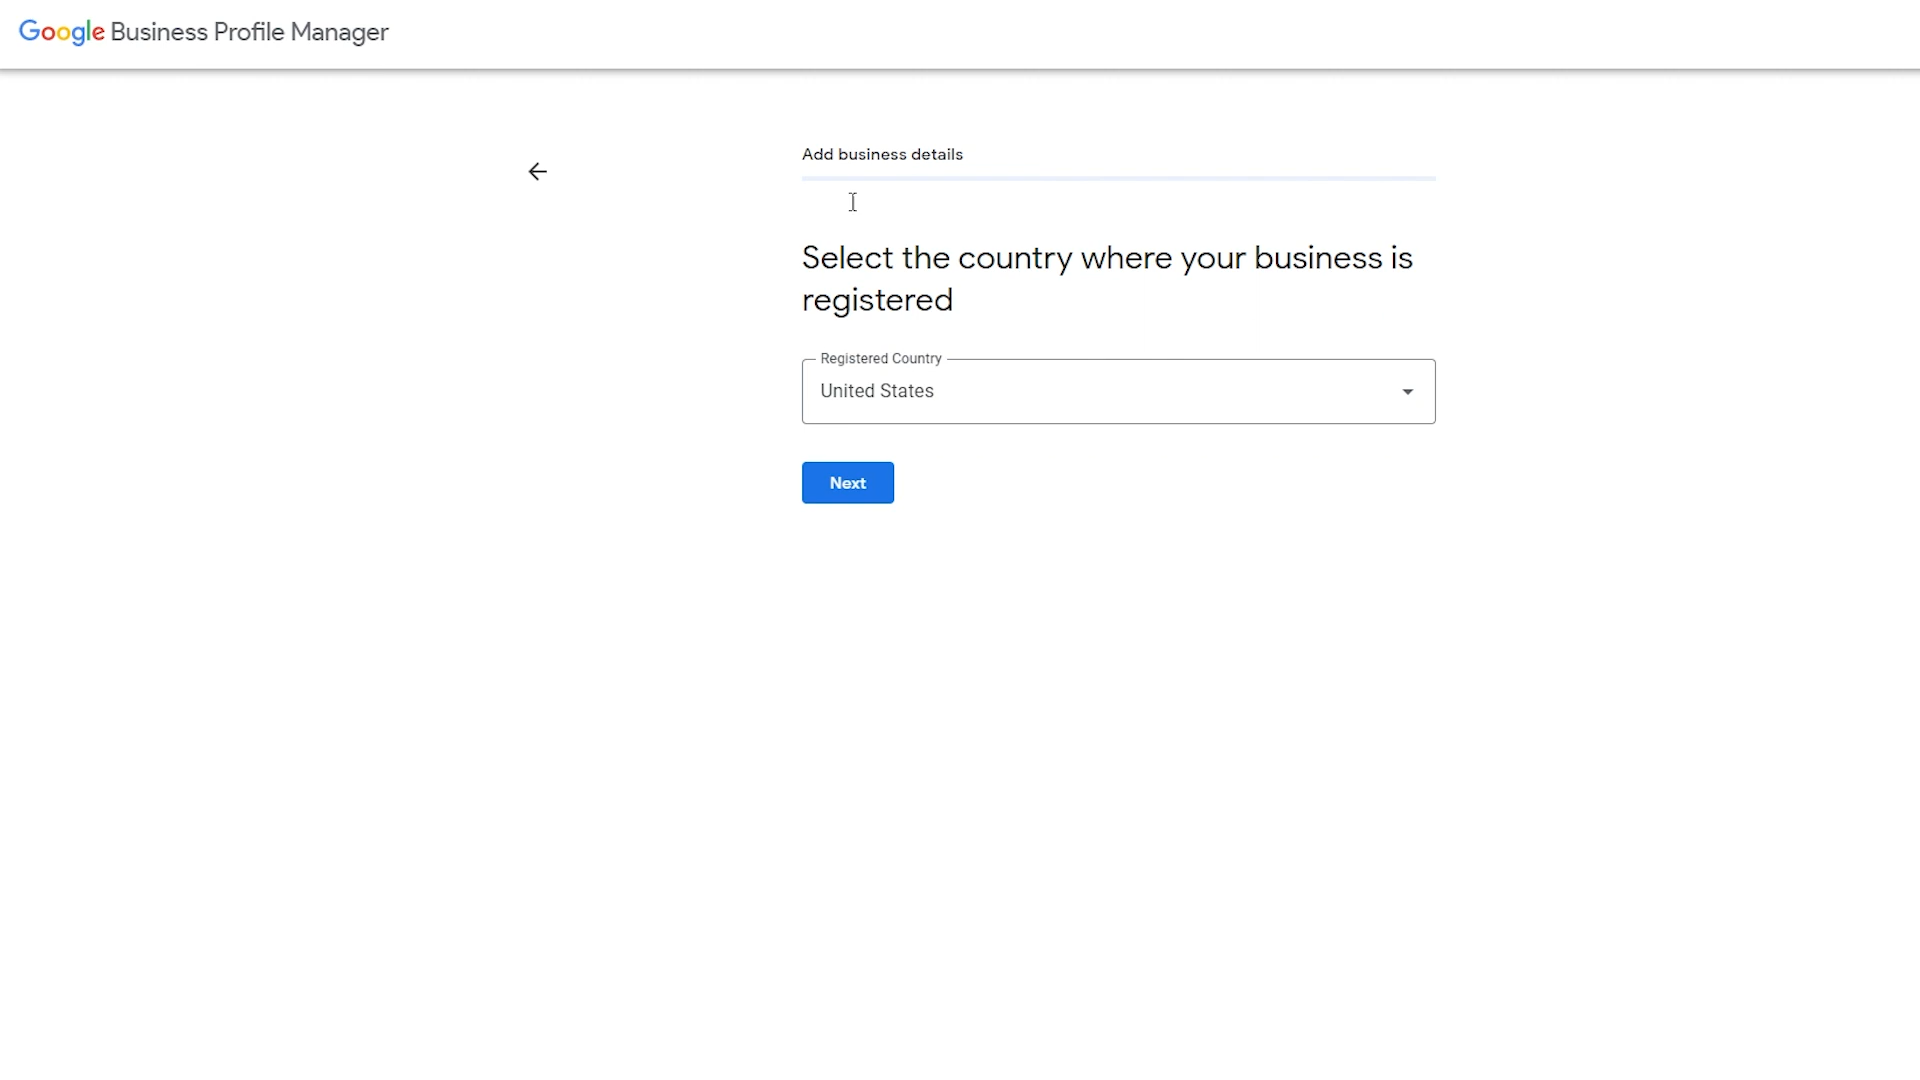 Google Business Profile Manager
Add business details
Select the country where your business is
registered
Registered Country
United States
Next